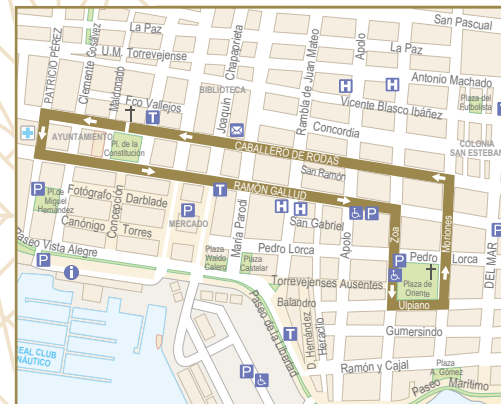 San Pascual
La Paz
Chapaprieta
Apolo
La Paz
PATRICIO PÉREZ
Clemente Gosálvez
U.M. Torrevejense
Rambla de Juan Mateo
Antonio Machado
Maldonado
BIBLIOTECA
H
H
Plaza del
Futbolista
Fco Vallejos
Joaquín
Vicente Blasco Ibáñez
T
Concordia
COLONIA
SAN ESTEBAN
AYUNTAMIENTO
Pl. de la
Constitución
CABALLERO DE RODAS
San Ramón
P
Pl. de
Miguel
Hernández
Fotógrafo Darblade
Concepción
T
RAMÓN GALLUD
P
MERCADO
H
H
P
Canónigo Torres
María Parodi
San Gabriel
Apolo
Zoa
Moriones
P
Paseo Vista Alegre
Plaza
Waldo
Calero
Plaza
Castelar
Pedro Lorca
Pedro Lorca
DEL MAR
P
i
P
Torrevejenses Ausentes
Plaza de
Oriente
Balandro
Ulpiano
Paseo de la Libertad
D. Hernández
Heraclio
T
Gumersindo
REAL CLUB
NÁUTICO
P
Ramón y Cajal
Plaza
A. Gómez
Paseo Marítimo